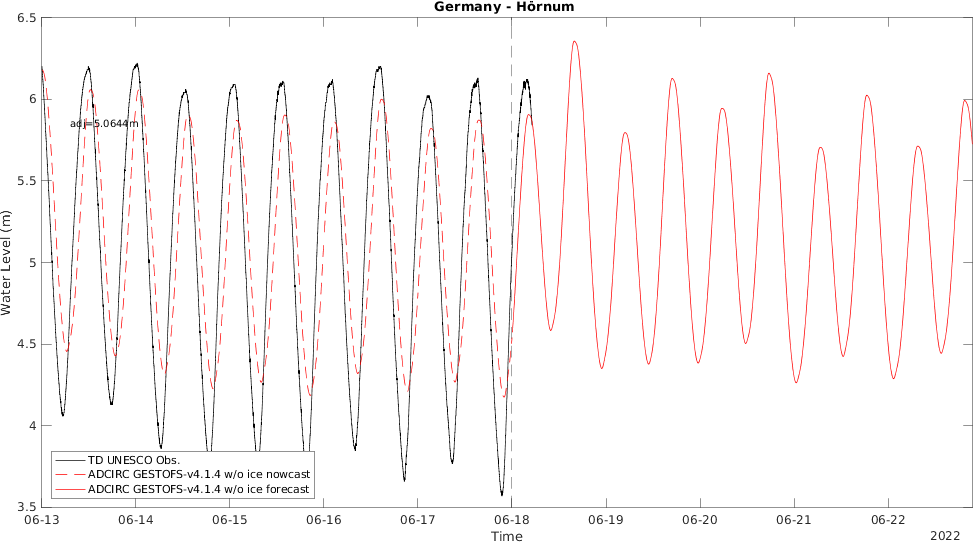 Germany - Hörnum
6.5
6
5.5
5
4.5
4
3.5
Water Level (m)
adj=5.0644m
TD UNESCO Obs.
ADCIRC GESTOFS-v4.1.4 w/o ice nowcast
ADCIRC GESTOFS-v4.1.4 w/o ice forecast
06-13 06-14 06-15 06-16 06-17 06-18 06-19 06-20 06-21 06-22
Time
2022